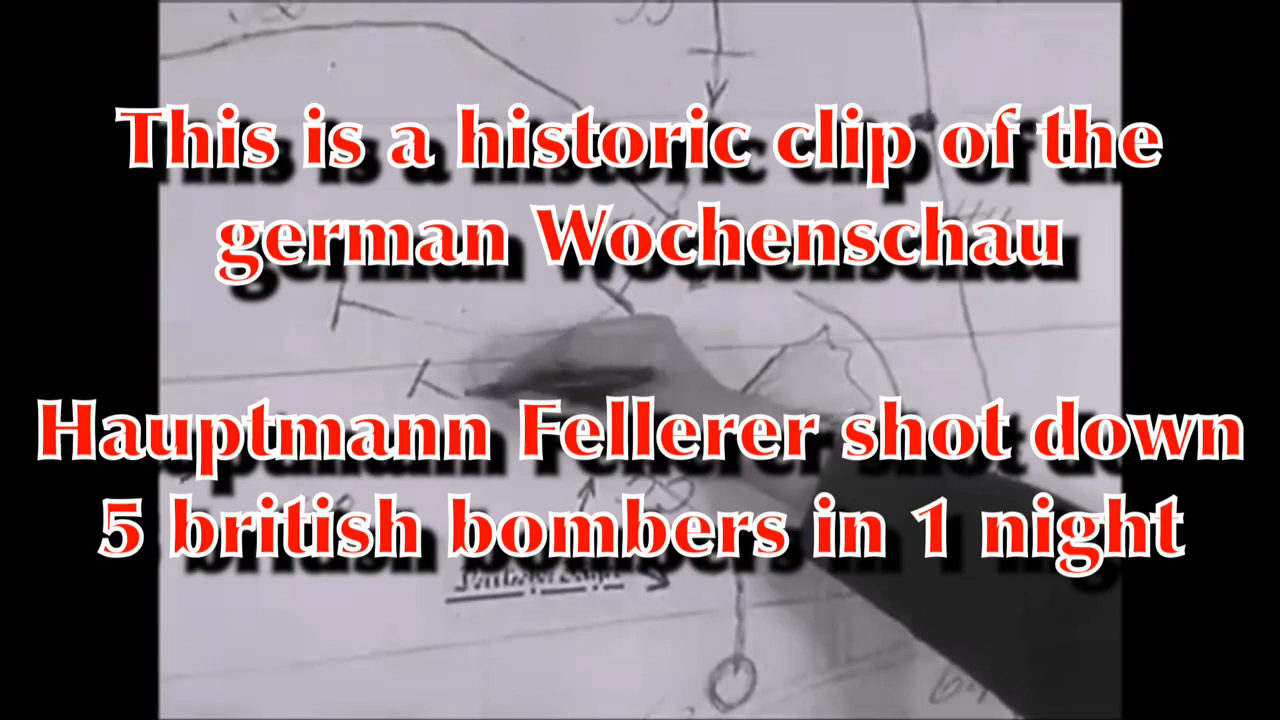 This is a historic clip of the
german Wochenschau
Hauptmann Fellerer shot down
5 british bombers in 1 night